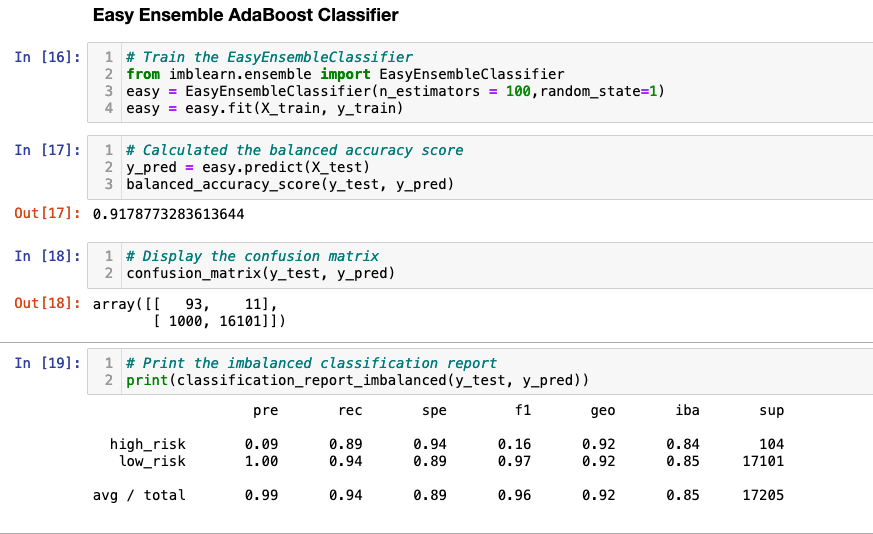 Easy Ensemble AdaBoost Classifier
In [16]:
1 # Train the EasyEnsembleClassifier
2 from imblearn.ensemble import EasyEnsembleClassifier
3 easy = EasyEnsembleClassifier(n_estimators = 100,random_state=1)
4 easy = easy.fit(X_train, y_train)
In [17]:
1 # Calculated the balanced accuracy score
2 y_pred = easy.predict(X_test)
3 balanced_accuracy_score(y_test, y_pred)
Out[17]: 0.9178773283613644
In [18]:
1 # Display the confusion matrix
2 confusion_matrix(y_test, y_pred)
Out[18]: array([[   93,    11],
       [ 1000, 16101]])
In [19]:
1 # Print the imbalanced classification report
2 print(classification_report_imbalanced(y_test, y_pred))
pre rec spe f1 geo iba sup
high_risk 0.09 0.89 0.94 0.16 0.92 0.84 104
low_risk 1.00 0.94 0.89 0.97 0.92 0.85 17101
avg / total 0.99 0.94 0.89 0.96 0.92 0.85 17205